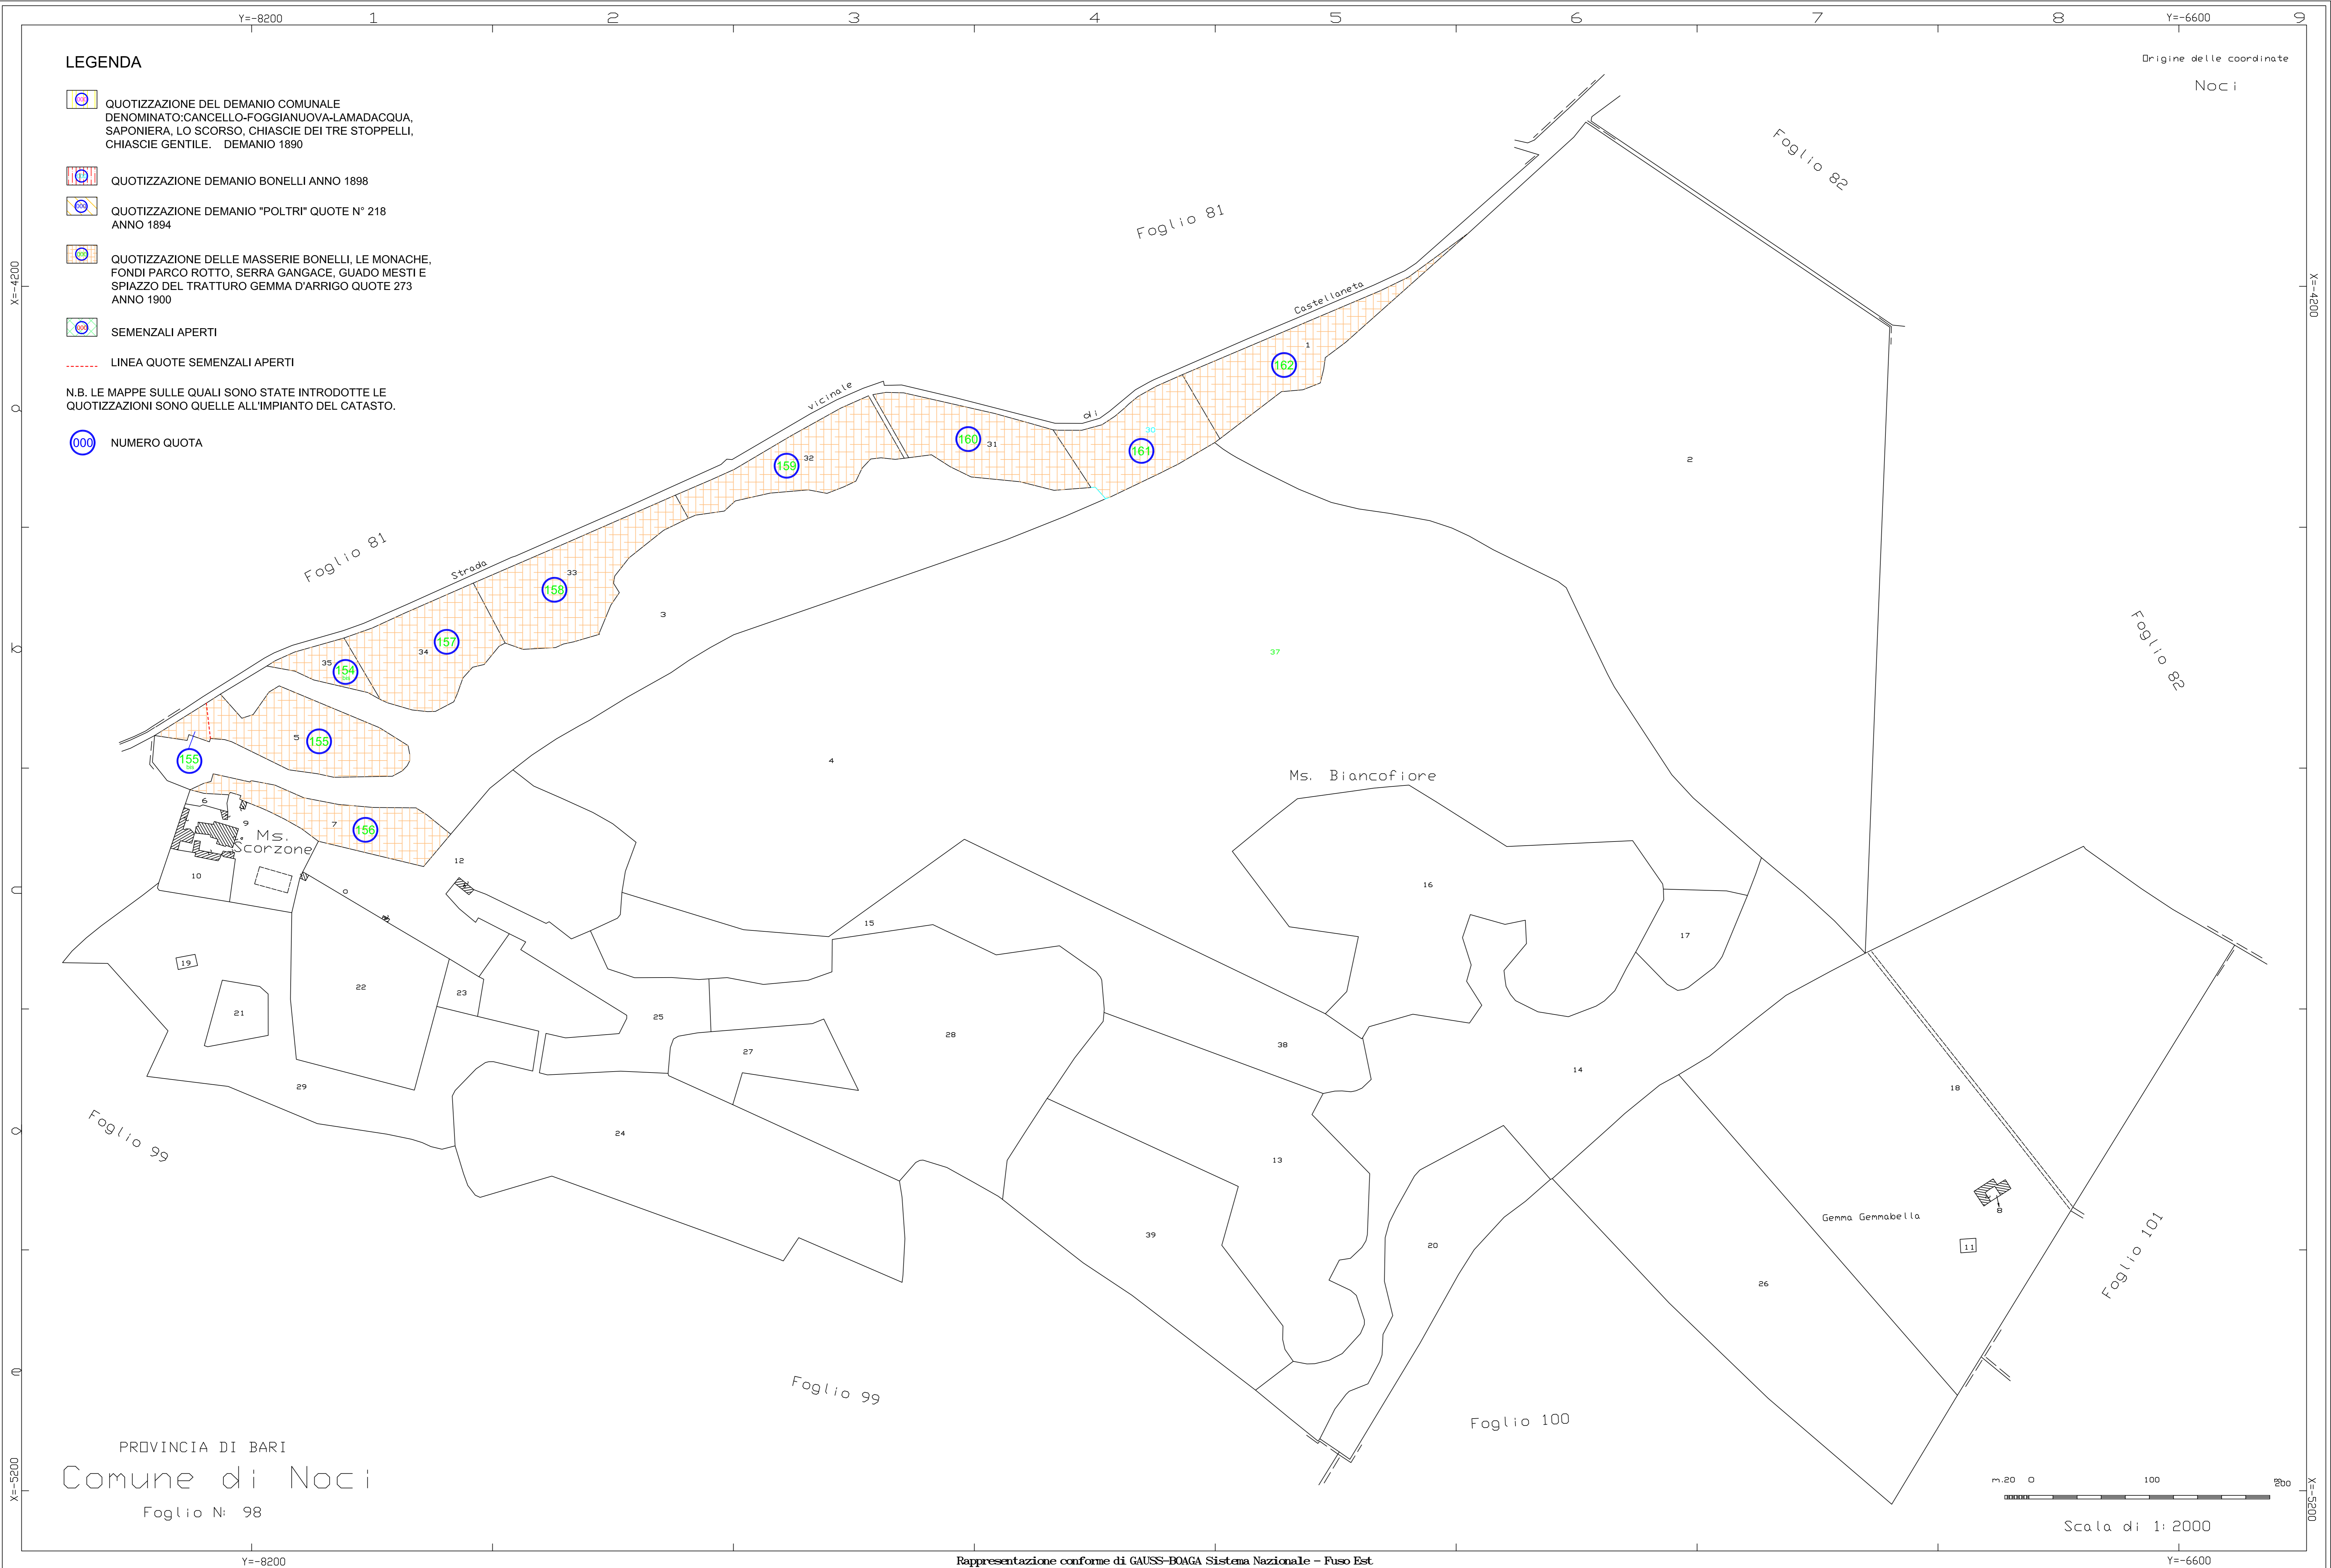 Y=-8200 1 2 3 4 5 6 7 8 Y=-6600 9
LEGENDA
Origine delle coordinate
Noci
000 QUOTIZZAZIONE DEL DEMANIO COMUNALE
DENOMINATO:CANCELLO-FOGGIANUOVA-LAMADACQUA,
SAPONIERA, LO SCORSO, CHIASCIE DEI TRE STOPPELLI,
CHIASCIE GENTILE. DEMANIO 1890
QUOTIZZAZIONE DEMANIO BONELLI ANNO 1898
000 QUOTIZZAZIONE DEMANIO "POLTRI" QUOTE N° 218
ANNO 1894
000 QUOTIZZAZIONE DELLE MASSERIE BONELLI, LE MONACHE,
FONDI PARCO ROTTO, SERRA GANGACE, GUADO MESTI E
SPIAZZO DEL TRATTURO GEMMA D'ARRIGO QUOTE 273
ANNO 1900
000 SEMENZALI APERTI
LINEA QUOTE SEMENZALI APERTI
N.B. LE MAPPE SULLE QUALI SONO STATE INTRODOTTE LE
QUOTIZZAZIONI SONO QUELLE ALL'IMPIANTO DEL CATASTO.
000 NUMERO QUOTA
X=-4200
X=-4200
Foglio 82
Foglio 81
Strada vicinale di Castellaneta
1
162
30
161
160
31
159
32
2
Foglio 81
33
158
3
157
34
35
154
37
Foglio 82
5
155
155
4
Ms. Biancofiore
6
7
156
9
Ms.
Scorzone
12
10
16
15
17
19
22
23
21
25
28
27
38
14
29
18
Foglio 99
24
13
39
20
8
Gemma Gemmabella
11
26
Foglio 101
Foglio 99
Foglio 100
PROVINCIA DI BARI
Comune di Noci
Foglio N: 98
X=-5200
X=-5200
m.20 0 100 200
Scala di 1:2000
Y=-8200
Rappresentazione conforme di GAUSS-BOAGA Sistema Nazionale - Fuso Est
Y=-6600